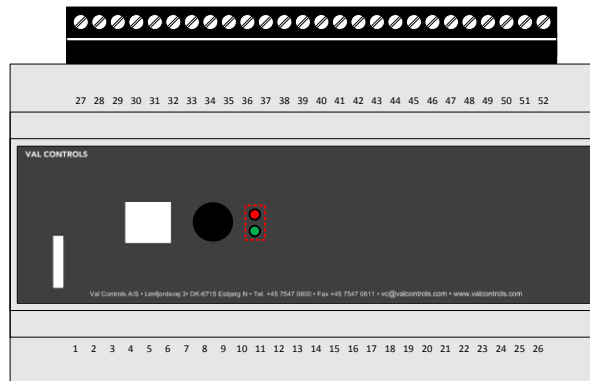 27 28 29 30 31 32 33 34 35 36 37 38 39 40 41 42 43 44 45 46 47 48 49 50 51 52
VAL CONTROLS
Val Controls A/S • Limfjordsvej 3• DK-6715 Esbjerg N • Tel. +45 7547 0600 • Fax +45 7547 0611 • vc@valcontrols.com • www.valcontrols.com
1 2 3 4 5 6 7 8 9 10 11 12 13 14 15 16 17 18 19 20 21 22 23 24 25 26